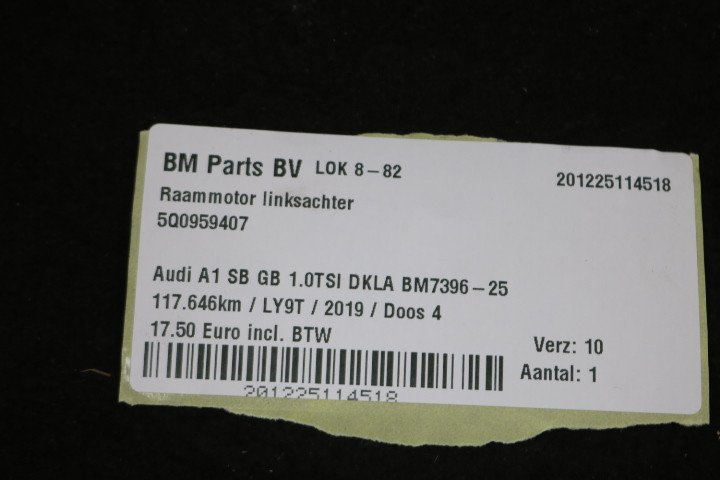 BM Parts BV LOK 8-82 201225114518
Raammotor linksachter
5Q0959407
Audi A1 SB GB 1.0TSI DKLA BM7396-25
117.646km / LY9T / 2019 / Doos 4
17.50 Euro incl. BTW
Verz: 10
Aantal: 1
201225114518